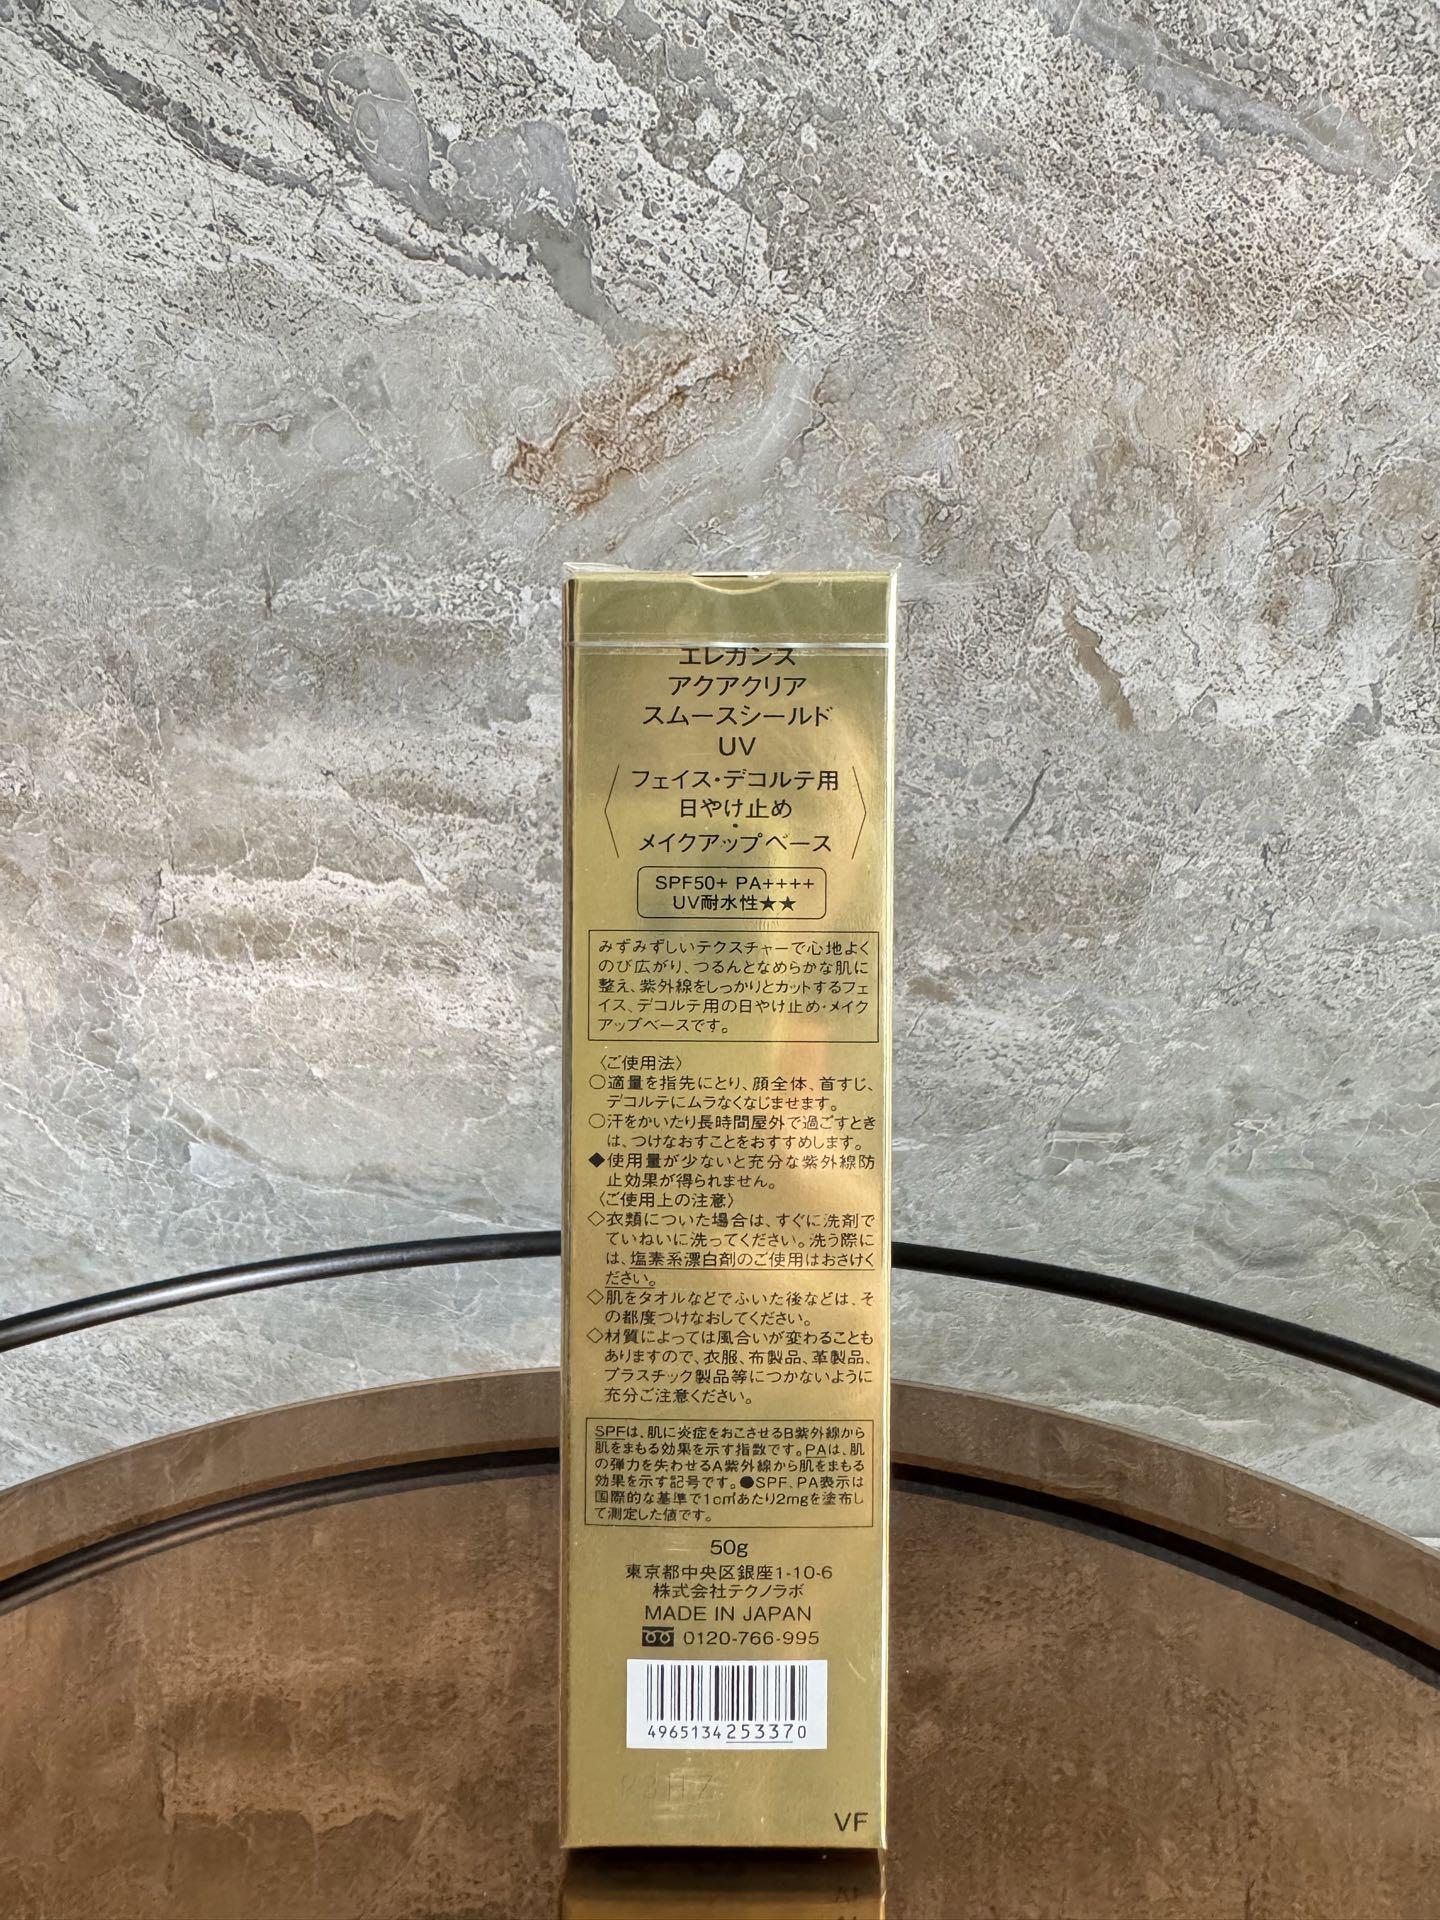 エレガンス
アクアクリア
スムースシールド
UV
フェイス・デコルテ用
日やけ止め
・
メイクアップベース
SPF50+ PA++++
UV耐水性★★
みずみずしいテクスチャーで心地よく
のび広がり、つるんとなめらかな肌に
整え、紫外線をしっかりとカットするフェ
イス、デコルテ用の日やけ止め・メイク
アップベースです。
〈ご使用法〉
○適量を指先にとり、顔全体、首すじ、
デコルテにムラなくなじませます。
○汗をかいたり長時間屋外で過ごすとき
は、つけなおすことをおすすめします。
◆使用量が少ないと充分な紫外線防
止効果が得られません。
〈ご使用上の注意〉
◇衣類についた場合は、すぐに洗剤で
ていねいに洗ってください。洗う際に
は、塩素系漂白剤のご使用はおさけく
ださい。
◇肌をタオルなどでふいた後などは、そ
の都度つけなおしてください。
◇材質によっては風合いが変わることも
ありますので、衣服、布製品、革製品、
プラスチック製品等につかないように
充分ご注意ください。
SPFは、肌に炎症をおこさせるB紫外線から
肌をまもる効果を示す指数です。PAは、肌
の弾力を失わせるA紫外線から肌をまもる
効果を示す記号です。●SPF、PA表示は
国際的な基準で1c㎡あたり2mgを塗布し
て測定した値です。
50g
東京都中央区銀座1-10-6
株式会社テクノラボ
MADE IN JAPAN
0120-766-995
4965134253370
VF